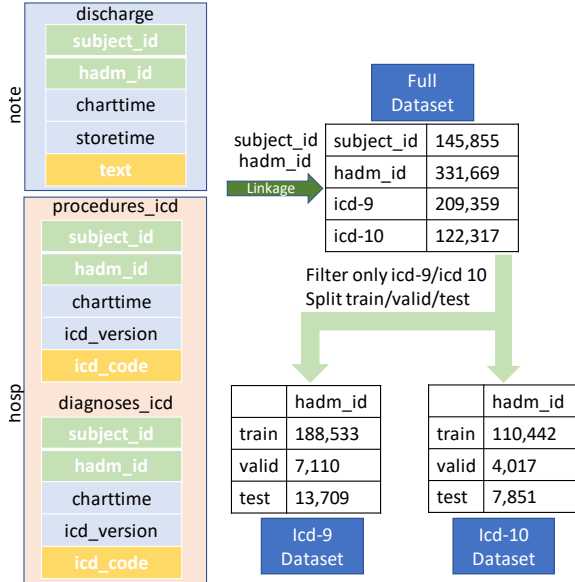 note
discharge
subject_id
hadm_id
charttime
storetime
text
hosp
procedures_icd
subject_id
hadm_id
charttime
icd_version
icd_code
diagnoses_icd
subject_id
hadm_id
charttime
icd_version
icd_code
subject_id
hadm_id
Linkage
Full
Dataset
subject_id 145,855
hadm_id 331,669
icd-9 209,359
icd-10 122,317
Filter only icd-9/icd 10
Split train/valid/test
hadm_id
train 188,533
valid 7,110
test 13,709
Icd-9
Dataset
hadm_id
train 110,442
valid 4,017
test 7,851
Icd-10
Dataset